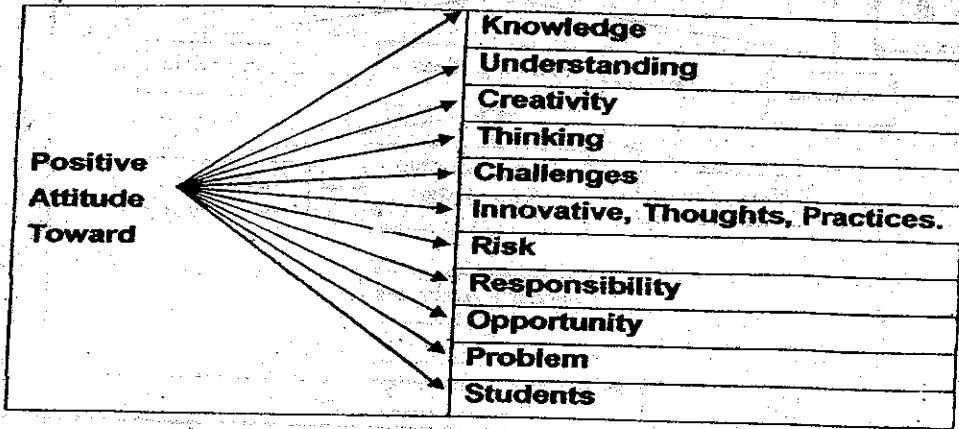 Positive
Attitude
Toward
Knowledge
Understanding
Creativity
Thinking
Challenges
Innovative, Thoughts, Practices.
Risk
Responsibility
Opportunity
Problem
Students